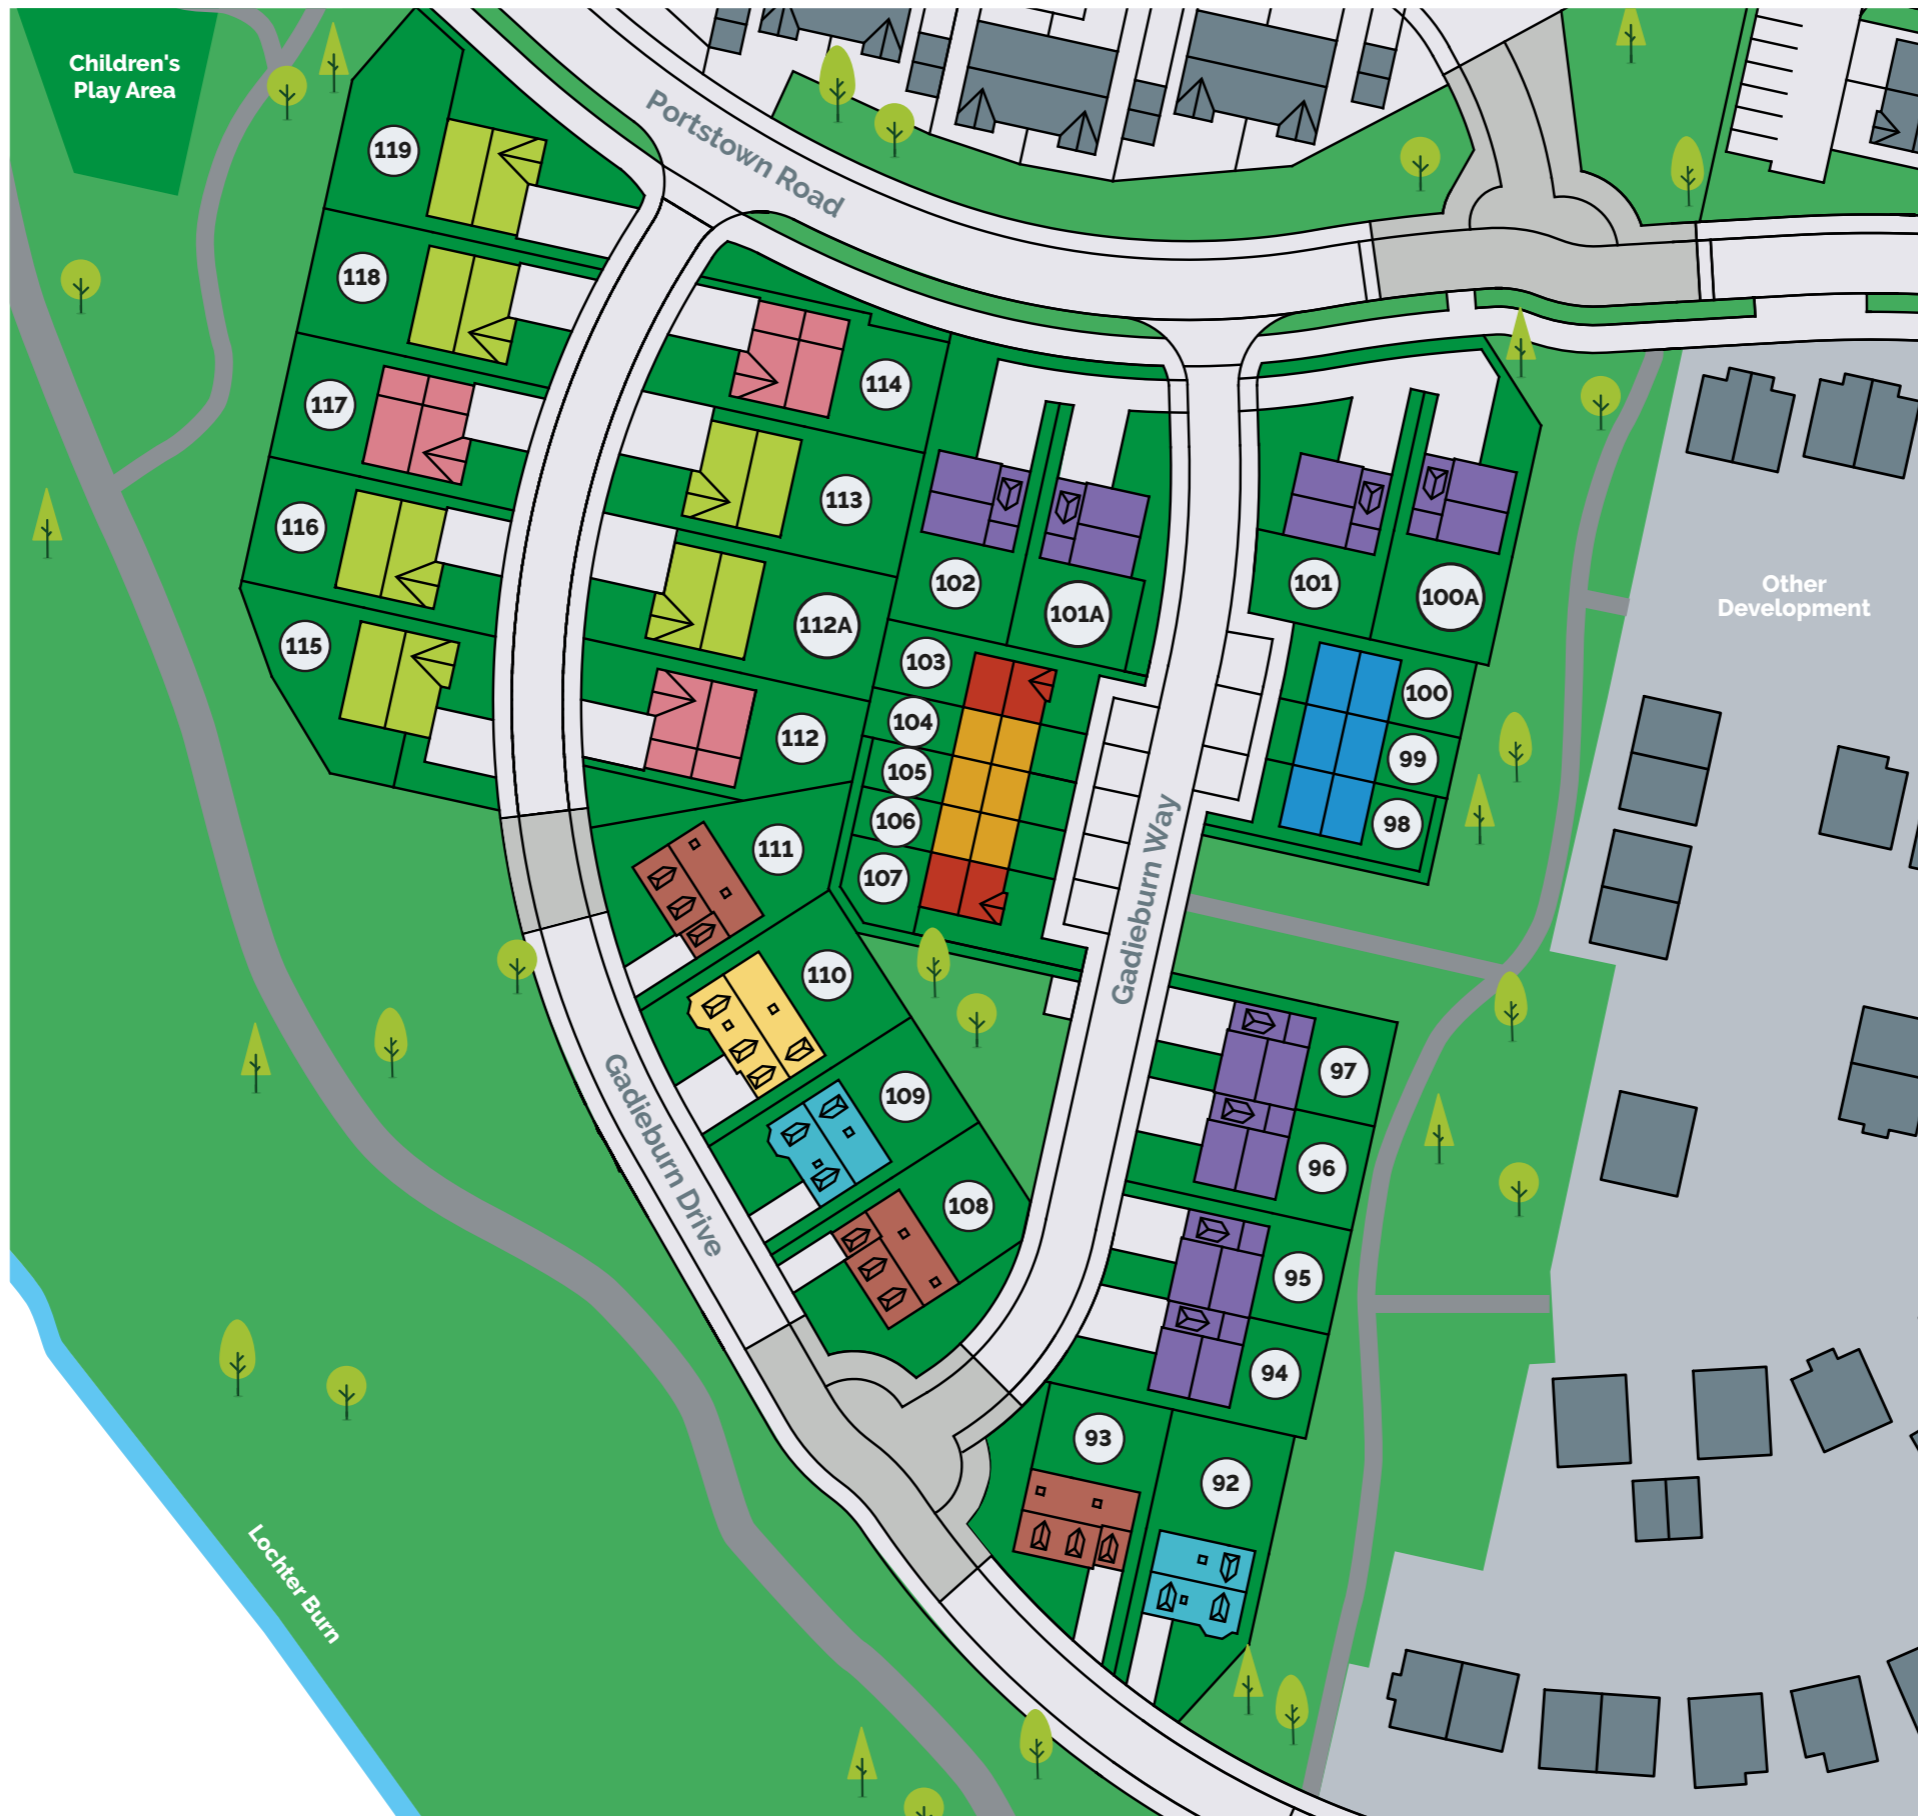 Children's
Play Area
Portstown Road
119
118
117
116
115
114
113
112A
112
102
101A
101
100A
103
104
105
106
107
100
99
98
Other
Development
111
110
109
108
Gadieburn Way
Gadieburn Drive
97
96
95
94
93
92
Lochter Burn